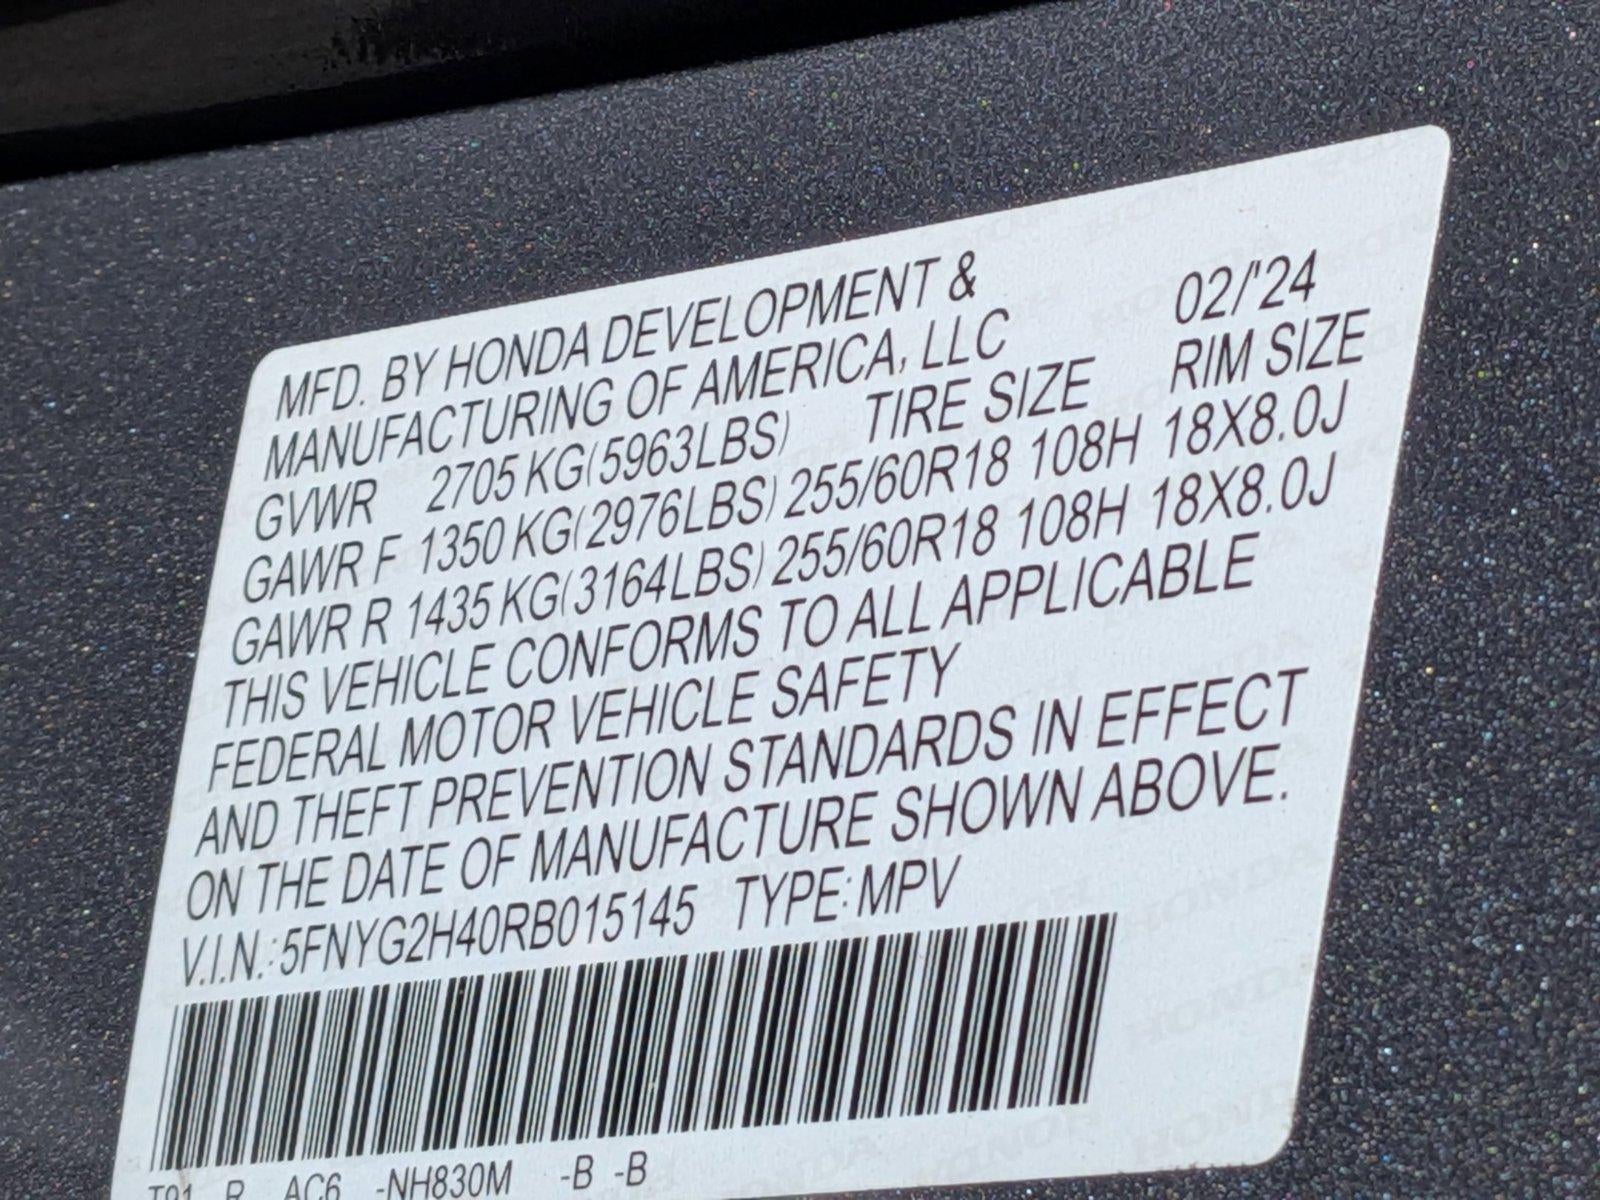 MFD. BY HONDA DEVELOPMENT &
MANUFACTURING OF AMERICA, LLC 02/'24
GVWR 2705 KG(5963LBS) TIRE SIZE RIM SIZE
GAWR F 1350 KG(2976LBS) 255/60R18 108H 18X8.0J
GAWR R 1435 KG(3164LBS) 255/60R18 108H 18X8.0J
THIS VEHICLE CONFORMS TO ALL APPLICABLE
FEDERAL MOTOR VEHICLE SAFETY
AND THEFT PREVENTION STANDARDS IN EFFECT
ON THE DATE OF MANUFACTURE SHOWN ABOVE.
V.I.N.: 5FNYG2H40RB015145 TYPE: MPV
T91 R AC6 -NH830M -B -B